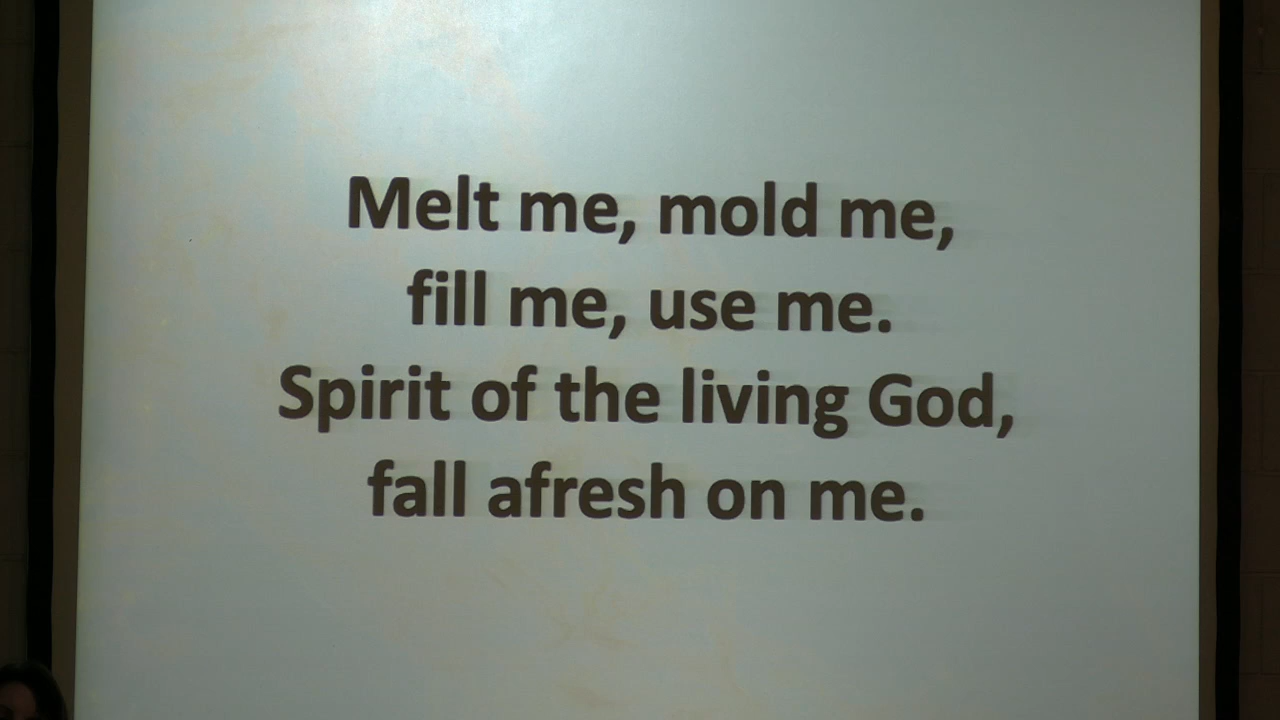 Melt me, mold me,
fill me, use me.
Spirit of the living God,
fall afresh on me.